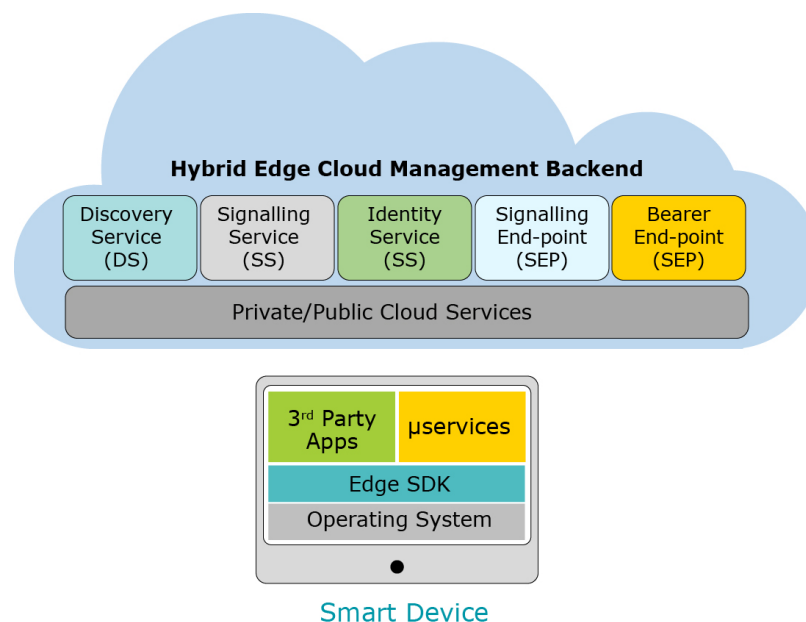 Hybrid Edge Cloud Management Backend
Discovery
Service
(DS)
Signalling
Service
(SS)
Identity
Service
(SS)
Signalling
End-point
(SEP)
Bearer
End-point
(SEP)
Private/Public Cloud Services
3rd Party
Apps
µservices
Edge SDK
Operating System
Smart Device